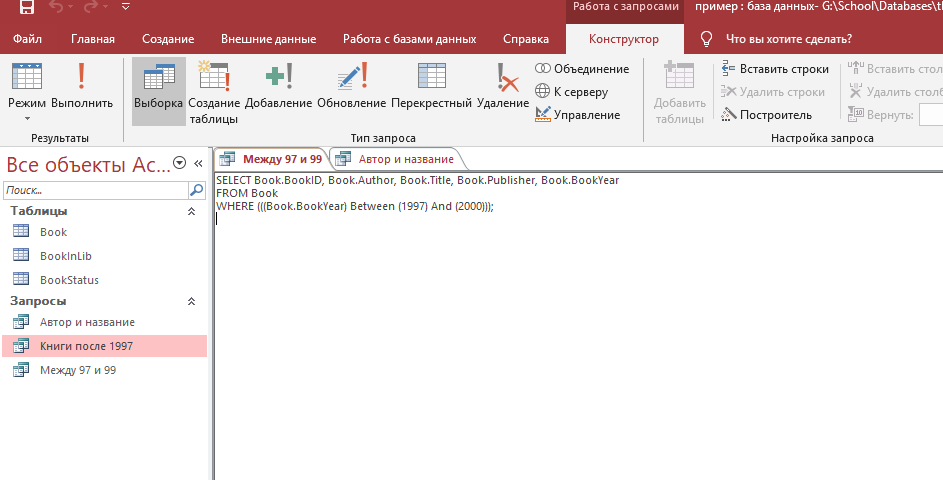 Работа с запросами
пример : база данных- G:\School\Databases\
Файл
Главная
Создание
Внешние данные
Работа с базами данных
Справка
Конструктор
Что вы хотите сделать?
Режим
Выполнить
Результаты
Выборка
Создание таблицы
Добавление
Обновление
Перекрестный
Удаление
Объединение
К серверу
Управление
Тип запроса
Добавить таблицы
Вставить строки
Удалить строки
Построитель
Вставить стол
Удалить столб
Вернуть:
Настройка запроса
Все объекты Ac...
Поиск...
Таблицы
Book
BookInLib
BookStatus
Запросы
Автор и название
Книги после 1997
Между 97 и 99
Между 97 и 99
Автор и название
SELECT Book.BookID, Book.Author, Book.Title, Book.Publisher, Book.BookYear
FROM Book
WHERE (((Book.BookYear) Between (1997) And (2000)));